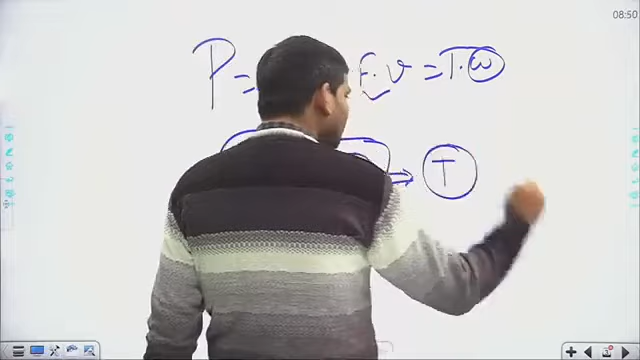 08:50
P = F. v = T. ω
⇒ T